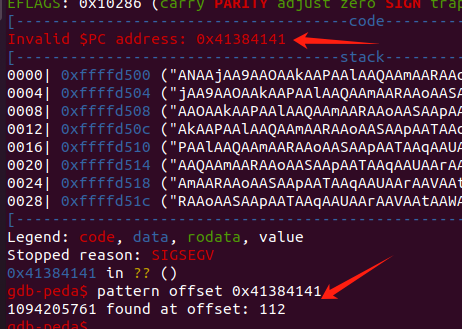 EFLAGS: 0x10286 (carry PARITY adjust zero SIGN trap
[-------------------------------------code
Invalid $PC address: 0x41384141
[------------------------------------stack
0000| 0xffffd500 ("ANAAjAA9AAOAAkAAPAAlAAQAAmAARAAo
0004| 0xffffd504 ("jAA9AAOAAkAAPAAlAAQAAmAARAAoAASA
0008| 0xffffd508 ("AAOAAkAAPAAlAAQAAmAARAAoAASAApAA
0012| 0xffffd50c ("AkAAPAAlAAQAAmAARAAoAASAApAATAAq
0016| 0xffffd510 ("PAAlAAQAAmAARAAoAASAApAATAAqAAUA
0020| 0xffffd514 ("AAQAAmAARAAoAASAApAATAAqAAUAArAA
0024| 0xffffd518 ("AmAARAAoAASAApAATAAqAAUAArAAVAAt
0028| 0xffffd51c ("RAAoAASAApAATAAqAAUAArAAVAAtAAWA
[-------------------------------------------
Legend: code, data, rodata, value
Stopped reason: SIGSEGV
0x41384141 in ?? ()
gdb-peda$ pattern offset 0x41384141
1094205761 found at offset: 112
gdb-peda$